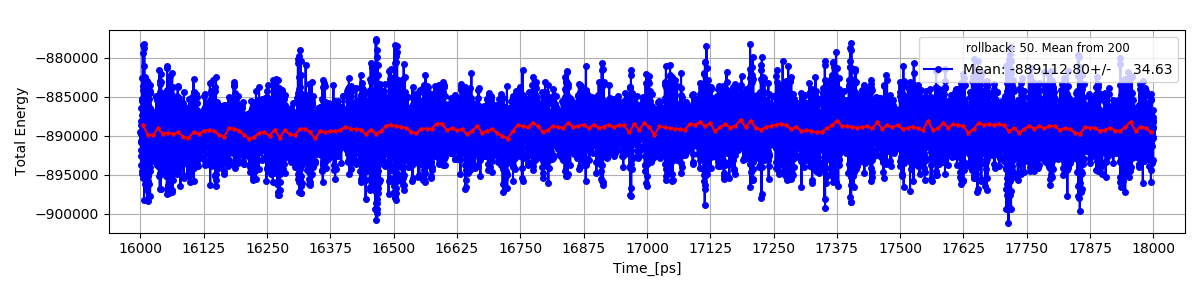 rollback: 50. Mean from 200
Mean: -889112.80+/- 34.63
Total Energy
−880000
−885000
−890000
−895000
−900000
16000 16125 16250 16375 16500 16625 16750 16875 17000 17125 17250 17375 17500 17625 17750 17875 18000
Time_[ps]